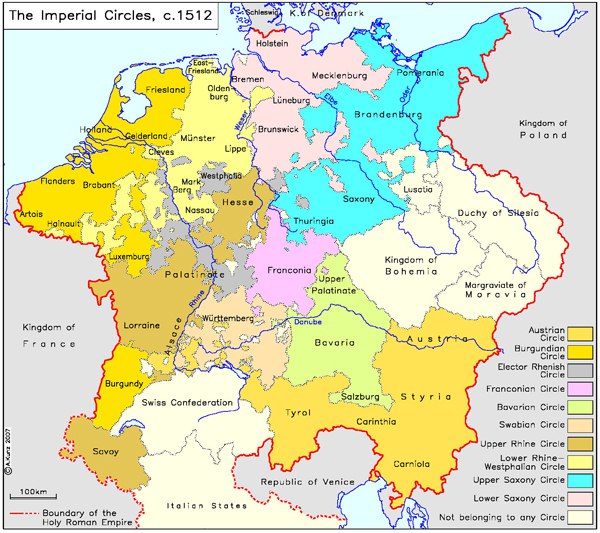 The Imperial Circles, c.1512
Schleswig
K.of Denmark
Holstein
East-
Friesland
Bremen
Mecklenburg
Pomerania
Friesland
Olden-
burg
Lüneburg
Elbe
Oder
Brandenburg
Weser
Holland
Gelderland
Münster
Brunswick
Kingdom of
Poland
Cleves
Lippe
Flanders
Brabant
Mark
Berg
Westphalia
Lusatia
Hesse
Saxony
Nassau
Duchy of Silesia
Artois
Hainault
Thuringia
Luxemburg
Palatinate
Franconia
Kingdom of
Bohemia
Upper
Palatinate
Margraviate of
Moravia
Rhine
Kingdom of
France
Lorraine
Alsace
Württemberg
Danube
Austria
Bavaria
Burgundy
Swiss Confederation
Salzburg
Styria
Tyrol
Carinthia
Savoy
Carniola
Republic of Venice
Italian States
Austrian
Circle
Burgundian
Circle
Elector Rhenish
Circle
Franconian Circle
Bavarian Circle
Swabian Circle
Upper Rhine Circle
Lower Rhine–
Westphalian Circle
Upper Saxony Circle
Lower Saxony Circle
Not belonging to any Circle
100km
Boundary of the
Holy Roman Empire
©A.Kunz 2007